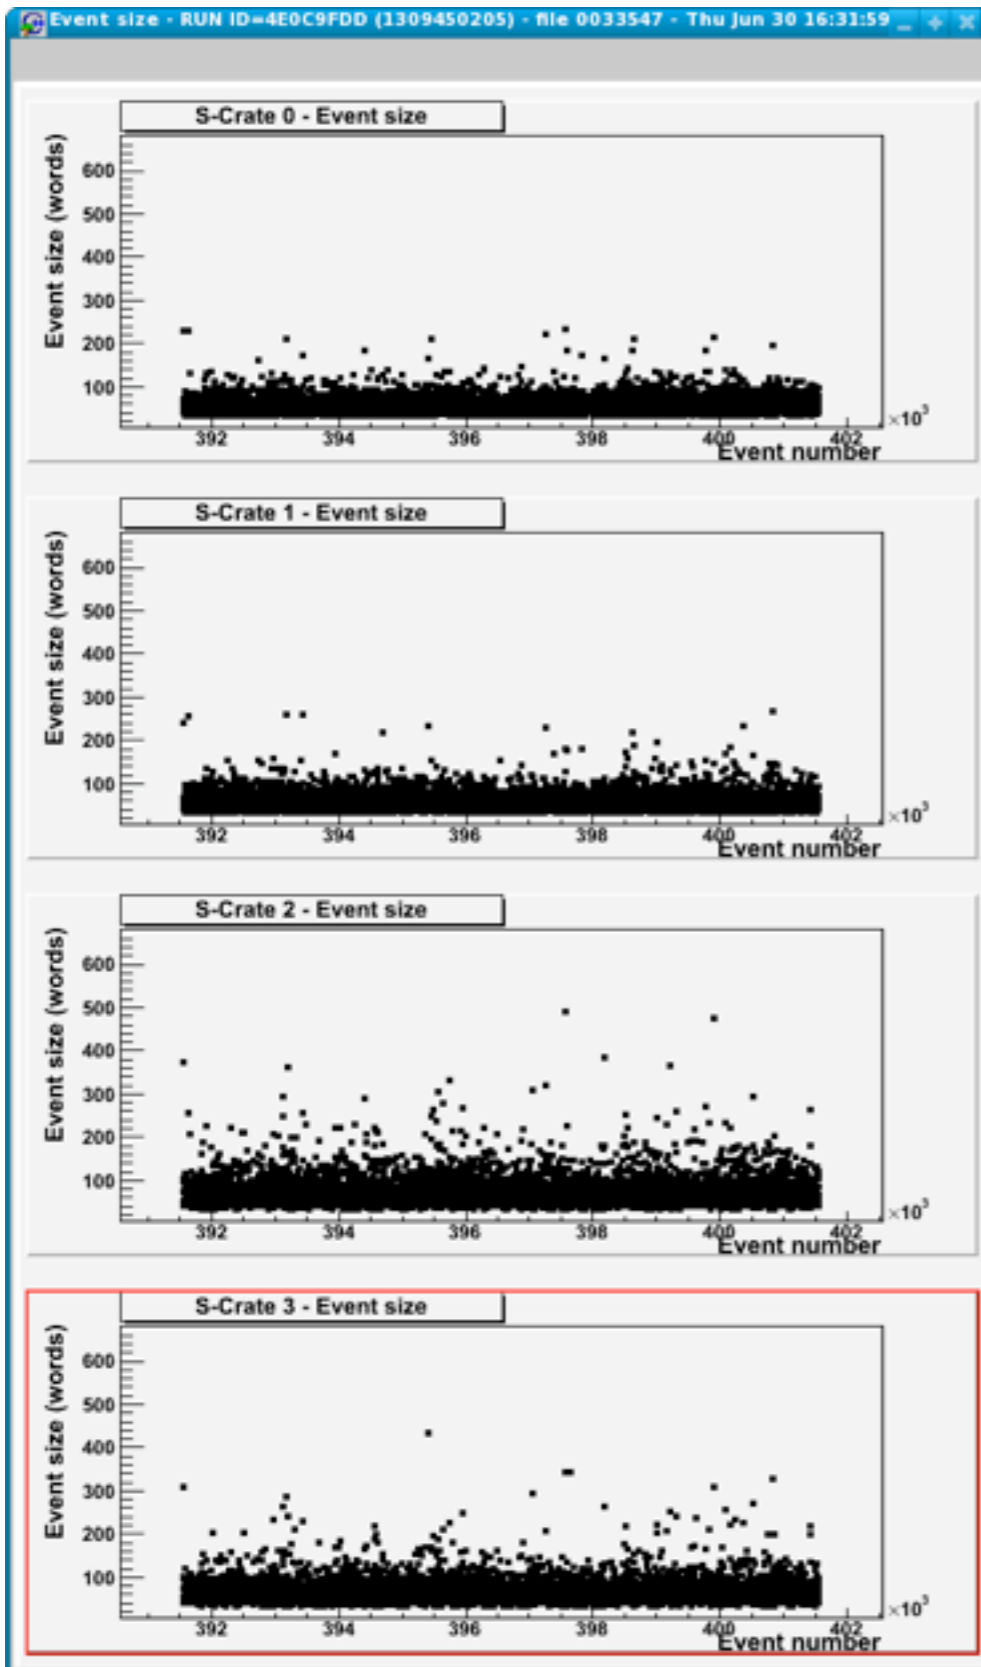 Event size - RUN ID=4E0C9FDD (1309450205) - file 0033547 - Thu Jun 30 16:31:59
S-Crate 0 - Event size
Event size (words)
600
500
400
300
200
100
392 394 396 398 400 402 ×10³
Event number
S-Crate 1 - Event size
Event size (words)
600
500
400
300
200
100
392 394 396 398 400 402 ×10³
Event number
S-Crate 2 - Event size
Event size (words)
600
500
400
300
200
100
392 394 396 398 400 402 ×10³
Event number
S-Crate 3 - Event size
Event size (words)
600
500
400
300
200
100
392 394 396 398 400 402 ×10³
Event number